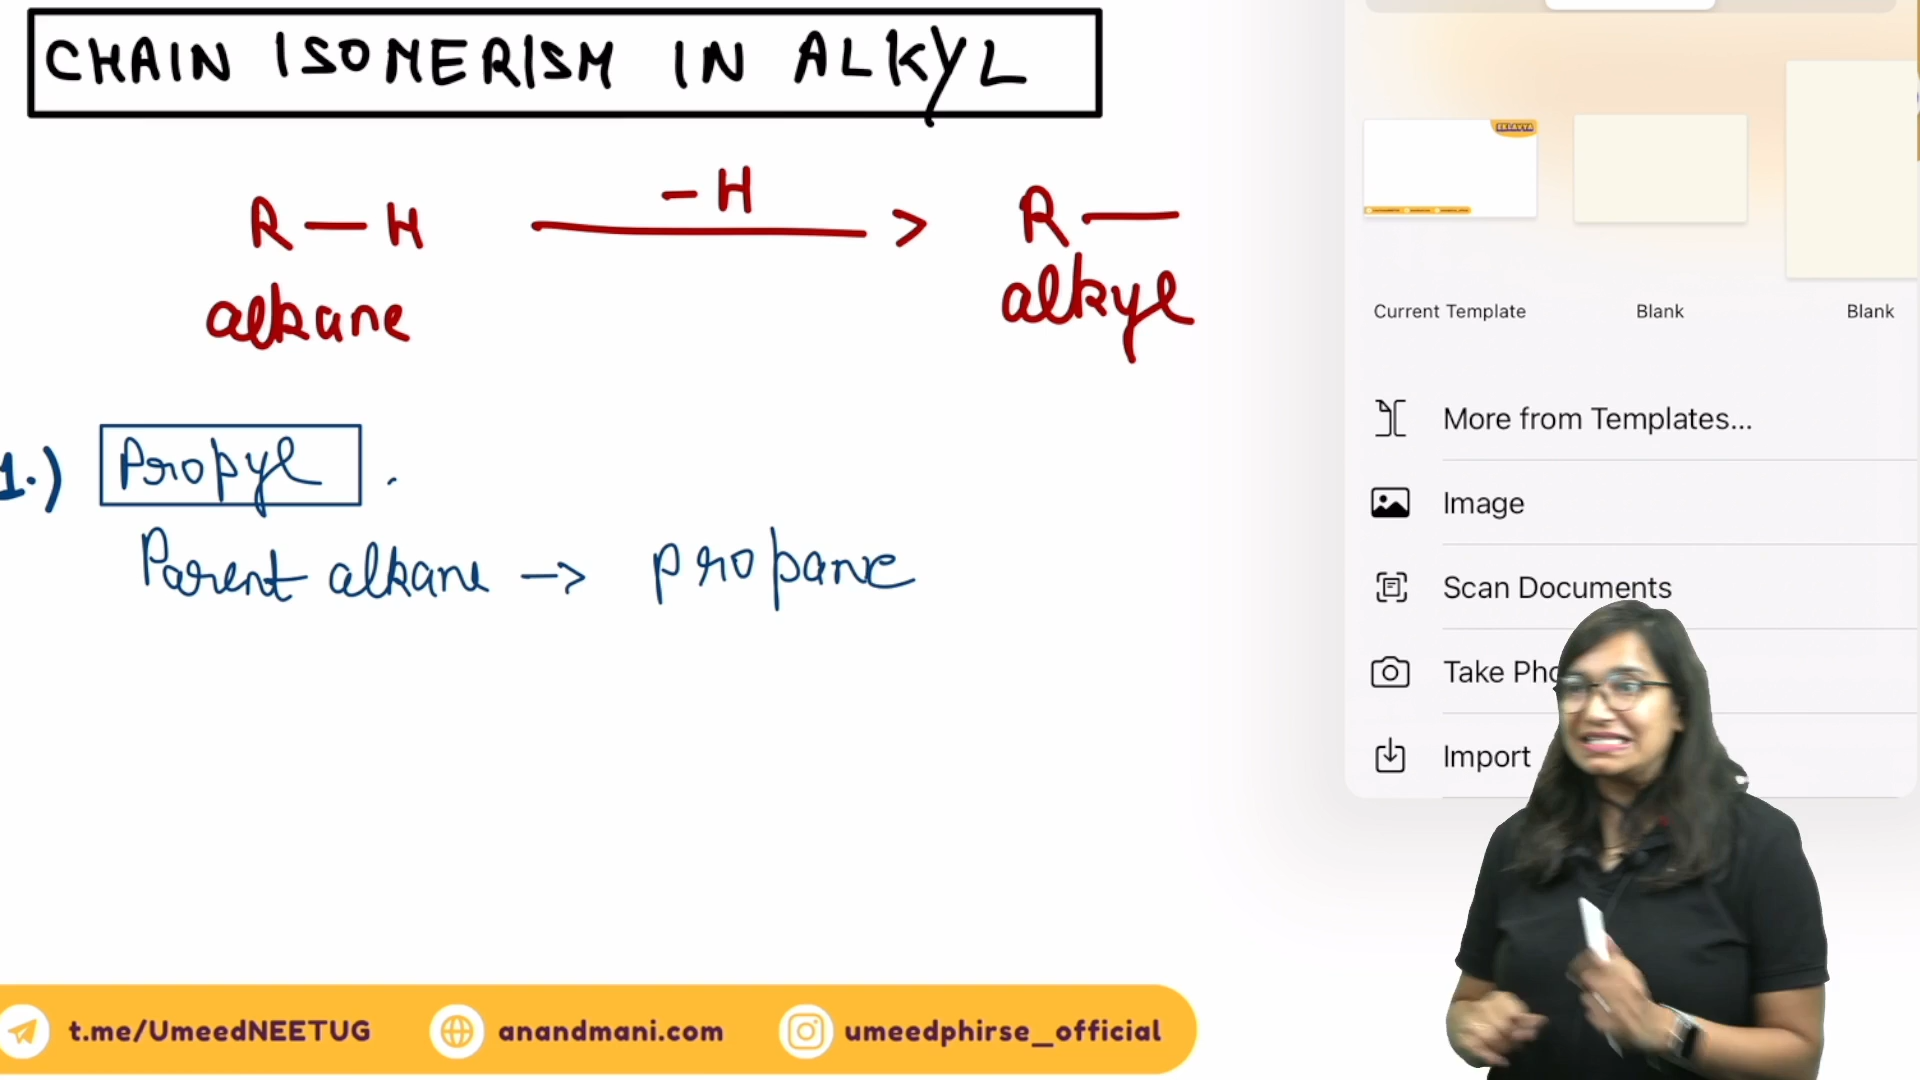 CHAIN ISOMERISM IN ALKYL
R — H — H > R —
alkane alkyl
1.) Propyl .
Parent alkane -> propane
EKLAVYA
Current Template Blank Blank
More from Templates...
Image
Scan Documents
Take Pho
Import
t.me/UmeedNEETUG anandmani.com umeedphirse_official